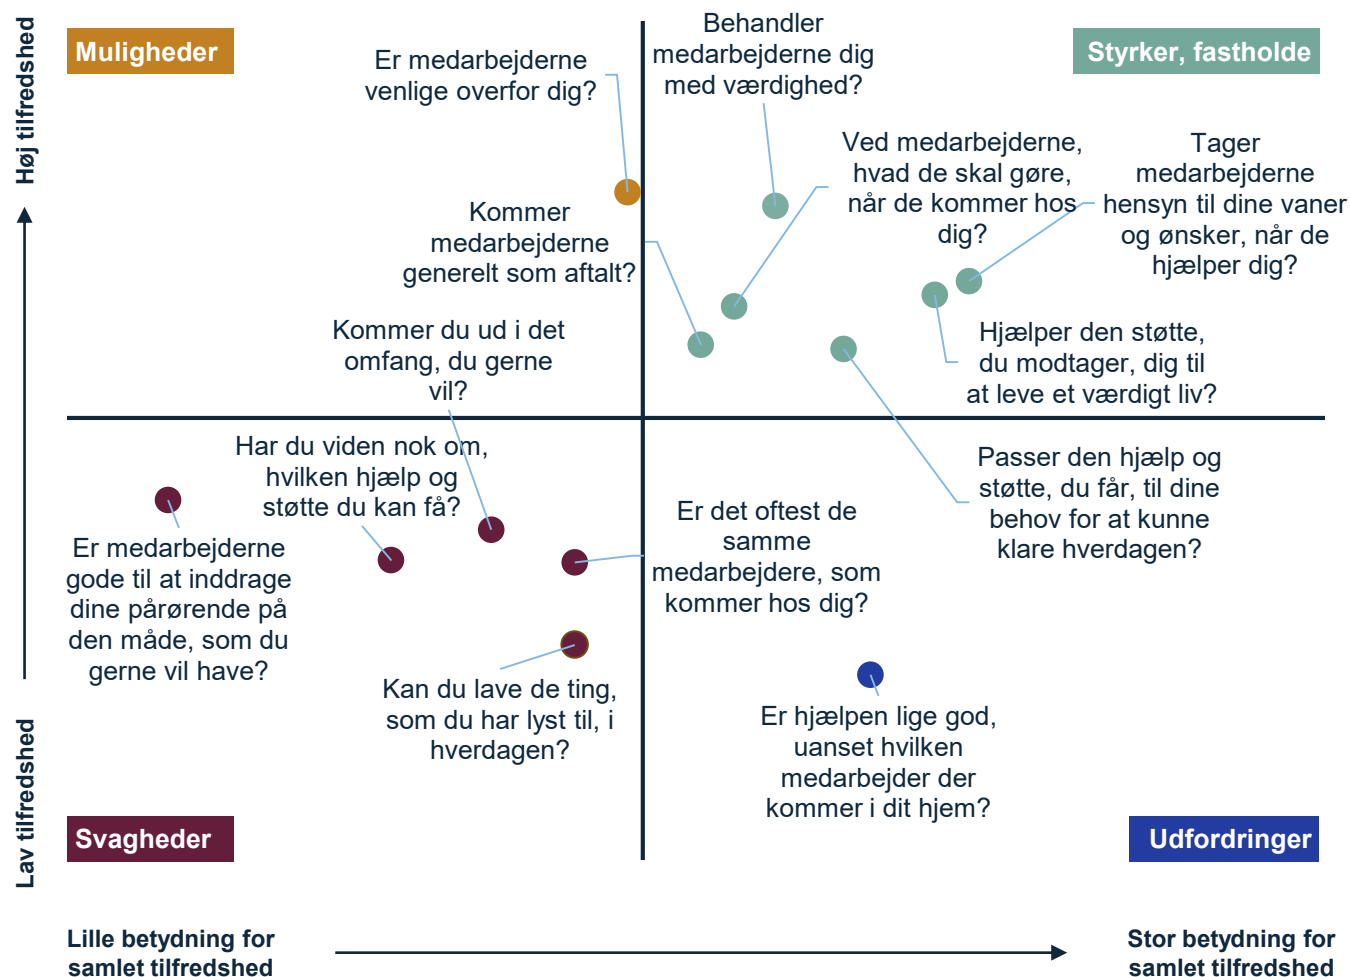 Høj tilfredshed
Muligheder
Er medarbejderne
venlige overfor dig?
Behandler
medarbejderne dig
med værdighed?
Styrker, fastholde
Ved medarbejderne,
hvad de skal gøre,
når de kommer hos
dig?
Tager
medarbejderne
hensyn til dine vaner
og ønsker, når de
hjælper dig?
Kommer
medarbejderne
generelt som aftalt?
Kommer du ud i det
omfang, du gerne
vil?
Hjælper den støtte,
du modtager, dig til
at leve et værdigt liv?
Har du viden nok om,
hvilken hjælp og
støtte du kan få?
Passer den hjælp og
støtte, du får, til dine
behov for at kunne
klare hverdagen?
Er det oftest de
samme
medarbejdere, som
kommer hos dig?
Er medarbejderne
gode til at inddrage
dine pårørende på
den måde, som du
gerne vil have?
Kan du lave de ting,
som du har lyst til, i
hverdagen?
Er hjælpen lige god,
uanset hvilken
medarbejder der
kommer i dit hjem?
Lav tilfredshed
Svagheder
Udfordringer
Lille betydning for
samlet tilfredshed
Stor betydning for
samlet tilfredshed